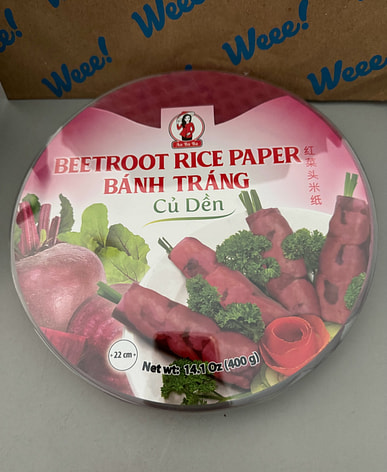 Weee!
Weee!
Weee!
Weee!
BEETROOT RICE PAPER
BÁNH TRÁNG
Củ Dền
红菜头米纸
22 cm
Net wt: 14.1 Oz (400 g)